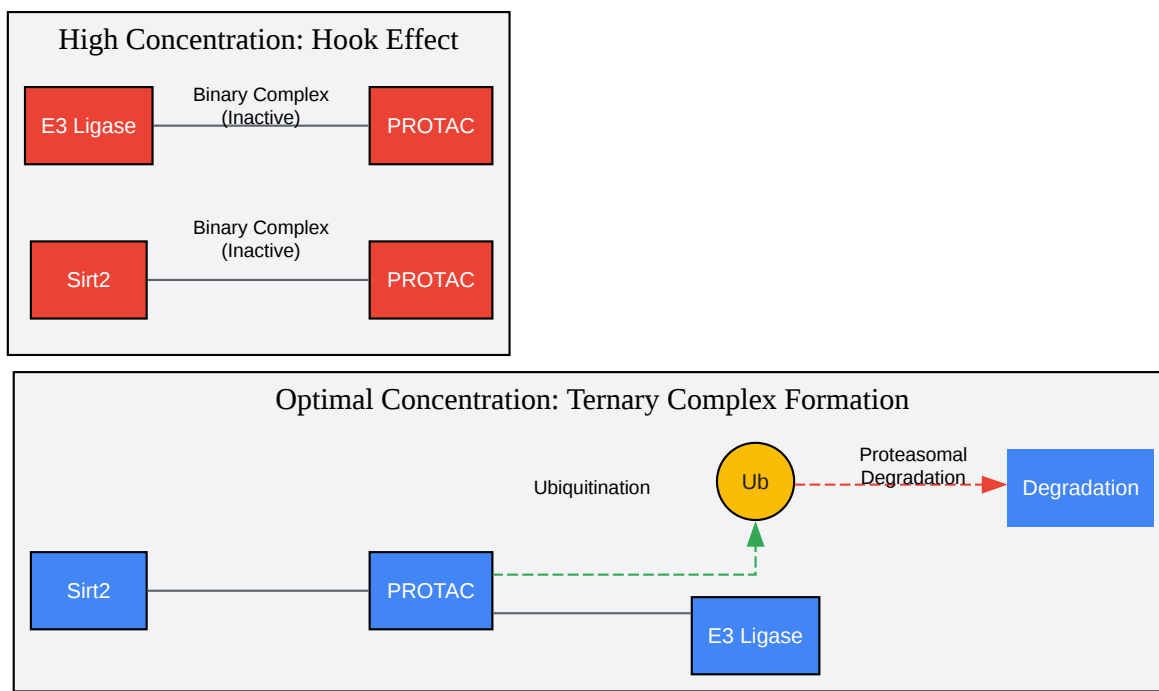 High Concentration: Hook Effect
E3 Ligase
Binary Complex
(Inactive)
PROTAC
Sirt2
Binary Complex
(Inactive)
PROTAC
Optimal Concentration: Ternary Complex Formation
Ubiquitination
Ub
Proteasomal
Degradation
Degradation
Sirt2
PROTAC
E3 Ligase